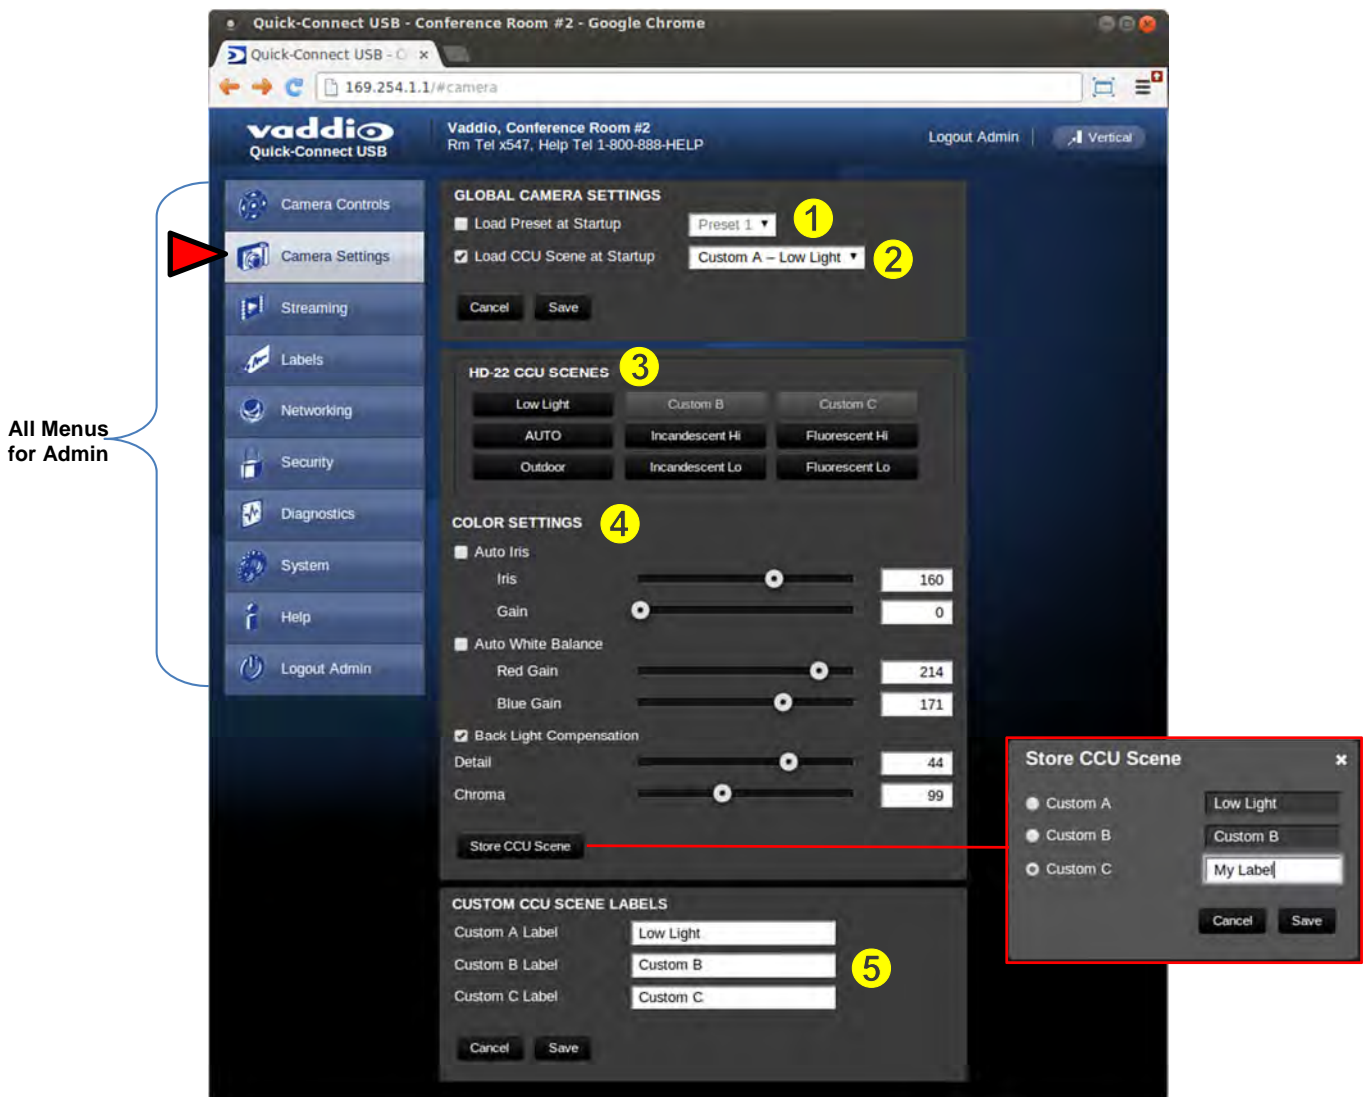 Quick-Connect USB - Conference Room #2 - Google Chrome
Quick-Connect USB - C
169.254.1.1/#camera
vaddio
Quick-Connect USB
Vaddio, Conference Room #2
Rm Tel x547, Help Tel 1-800-888-HELP
Logout Admin
Vertical
All Menus
for Admin
Camera Controls
Camera Settings
Streaming
Labels
Networking
Security
Diagnostics
System
Help
Logout Admin
GLOBAL CAMERA SETTINGS
Load Preset at Startup Preset 1 1
Load CCU Scene at Startup Custom A – Low Light 2
Cancel Save
HD-22 CCU SCENES 3
Low Light Custom B Custom C
AUTO Incandescent Hi Fluorescent Hi
Outdoor Incandescent Lo Fluorescent Lo
COLOR SETTINGS 4
Auto Iris
Iris 160
Gain 0
Auto White Balance
Red Gain 214
Blue Gain 171
Back Light Compensation
Detail 44
Chroma 99
Store CCU Scene
CUSTOM CCU SCENE LABELS
Custom A Label Low Light
Custom B Label Custom B 5
Custom C Label Custom C
Cancel Save
Store CCU Scene
Custom A Low Light
Custom B Custom B
Custom C My Label
Cancel Save